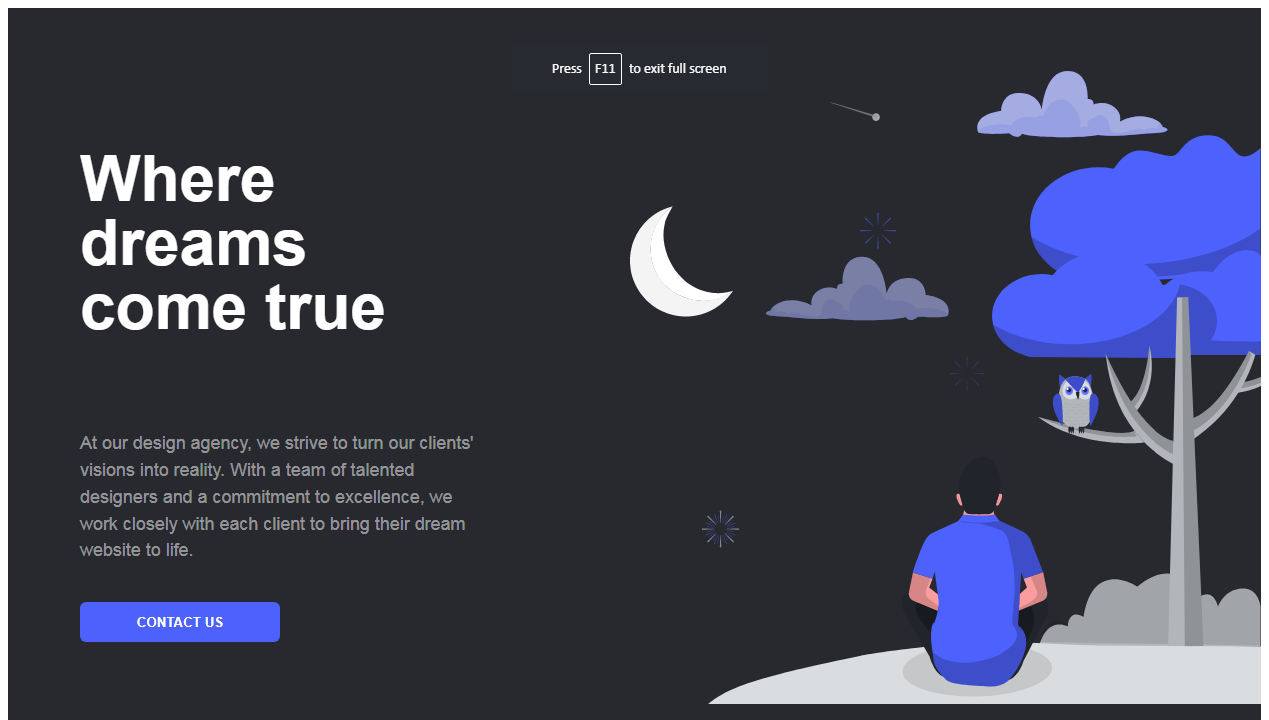 Press F11 to exit full screen
Where
dreams
come true
At our design agency, we strive to turn our clients'
visions into reality. With a team of talented
designers and a commitment to excellence, we
work closely with each client to bring their dream
website to life.
CONTACT US